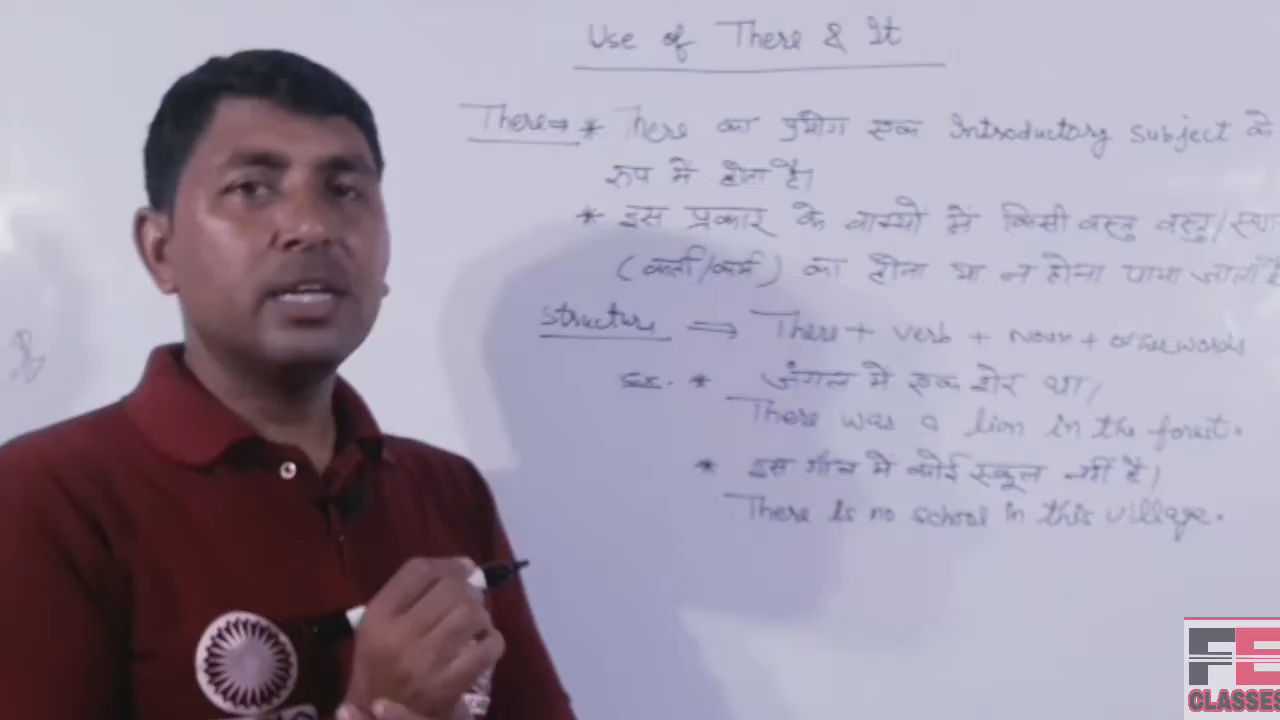 Use of There & It
There⇒ * There का प्रयोग एक Introductory subject के
रुप में होता है।
* इस प्रकार के वाक्यों में किसी वस्तु वस्तु/स्था
(कर्ता/कर्म) का होना या न होना पाया जाता है
Structure ⇒ There + verb + noun + other words
Ex. * जंगल में एक शेर था।
There was a lion in the forest.
* इस गाँव में कोई स्कूल नहीं है।
There is no school in this village.
FE
CLASSES